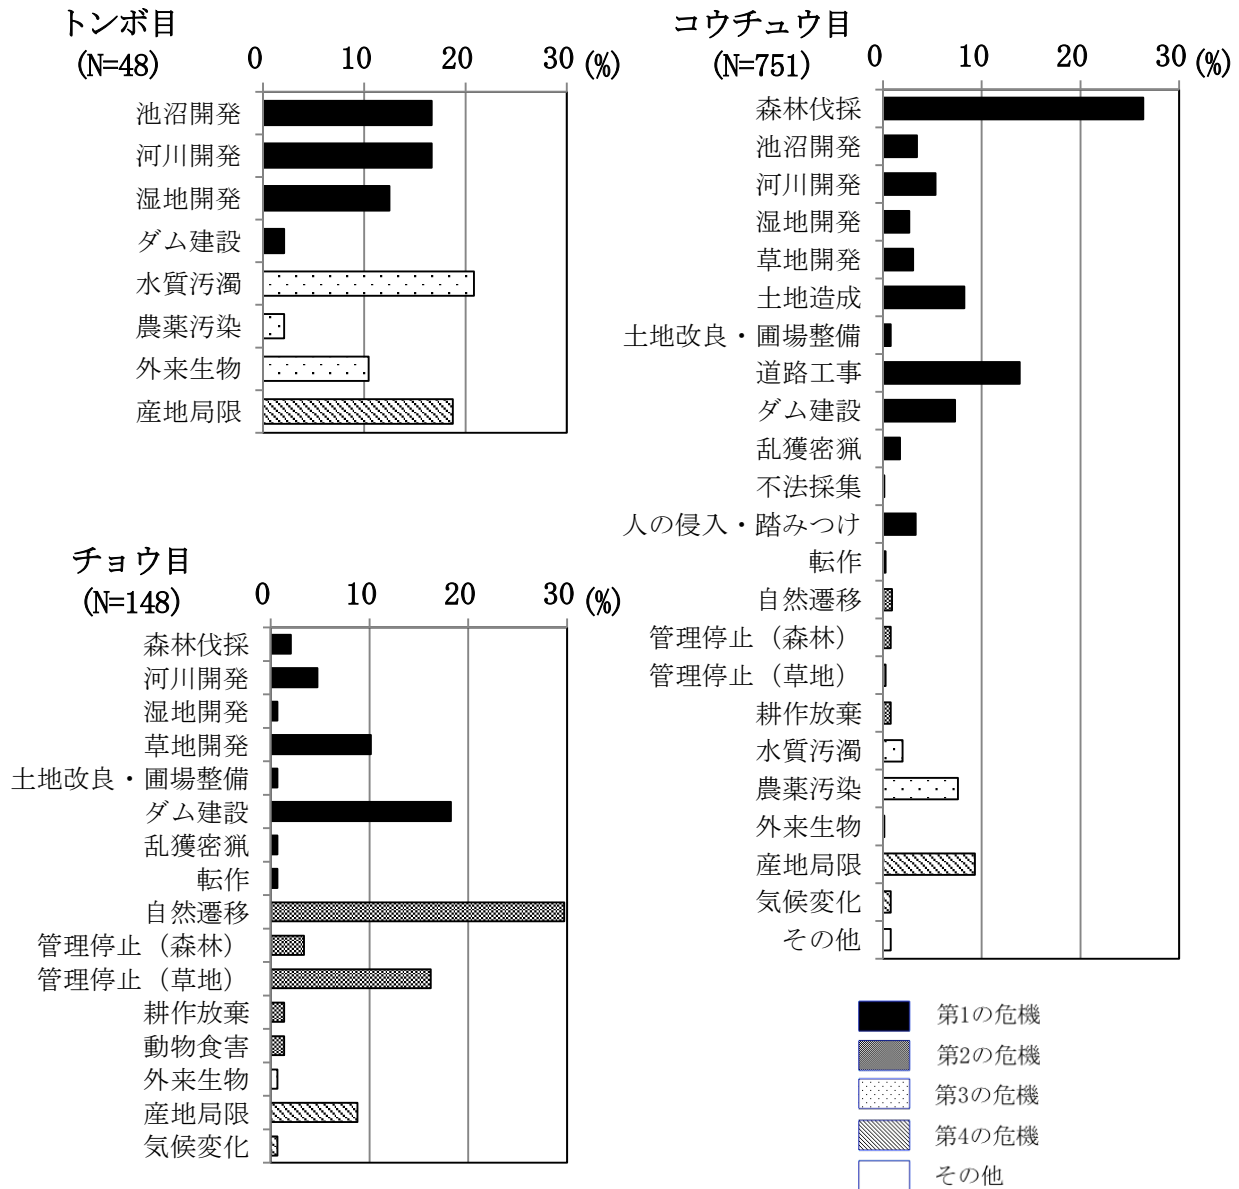 トンボ目
(N=48)
0 10 20 30 (%)
池沼開発
河川開発
湿地開発
ダム建設
水質汚濁
農薬汚染
外来生物
産地局限
チョウ目
(N=148)
0 10 20 30 (%)
森林伐採
河川開発
湿地開発
草地開発
土地改良・圃場整備
ダム建設
乱獲密猟
転作
自然遷移
管理停止（森林）
管理停止（草地）
耕作放棄
動物食害
外来生物
産地局限
気候変化
コウチュウ目
(N=751)
0 10 20 30 (%)
森林伐採
池沼開発
河川開発
湿地開発
草地開発
土地造成
土地改良・圃場整備
道路工事
ダム建設
乱獲密猟
不法採集
人の侵入・踏みつけ
転作
自然遷移
管理停止（森林）
管理停止（草地）
耕作放棄
水質汚濁
農薬汚染
外来生物
産地局限
気候変化
その他
第1の危機
第2の危機
第3の危機
第4の危機
その他